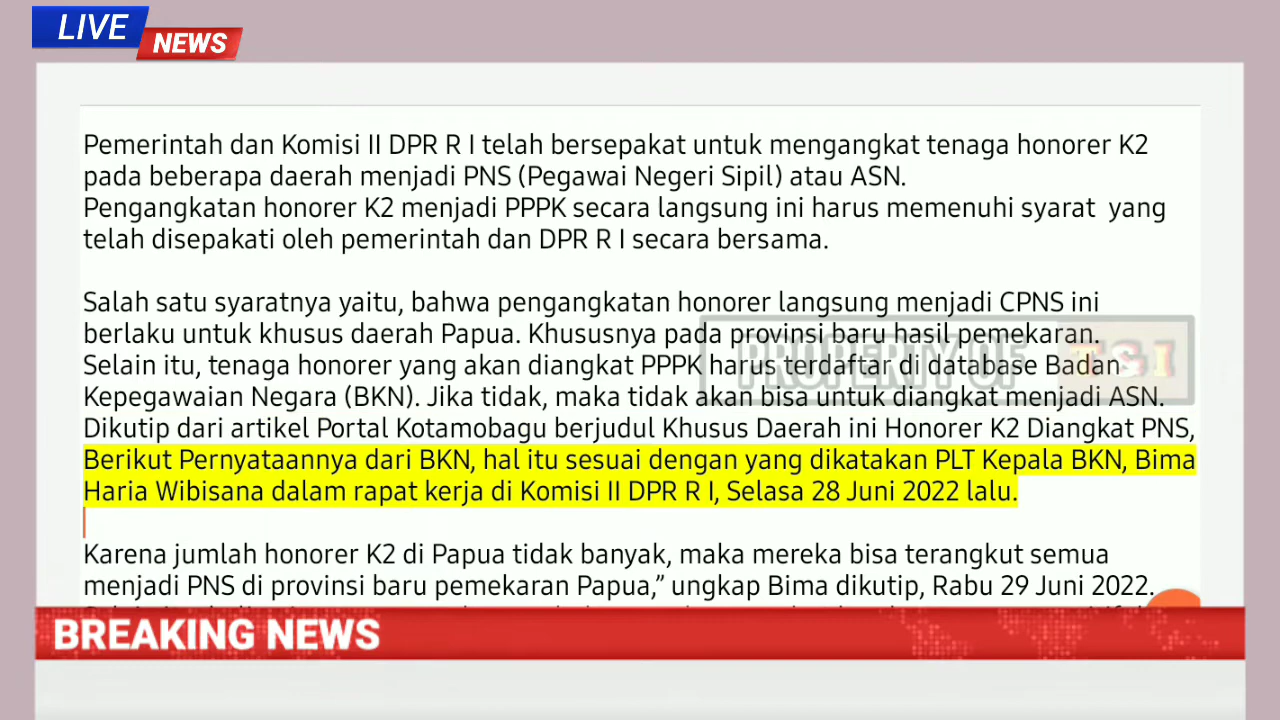 LIVE
NEWS
Pemerintah dan Komisi II DPR R I telah bersepakat untuk mengangkat tenaga honorer K2
pada beberapa daerah menjadi PNS (Pegawai Negeri Sipil) atau ASN.
Pengangkatan honorer K2 menjadi PPPK secara langsung ini harus memenuhi syarat  yang
telah disepakati oleh pemerintah dan DPR R I secara bersama.
Salah satu syaratnya yaitu, bahwa pengangkatan honorer langsung menjadi CPNS ini
berlaku untuk khusus daerah Papua. Khususnya pada provinsi baru hasil pemekaran.
Selain itu, tenaga honorer yang akan diangkat PPPK harus terdaftar di database Badan
PROPERTY OF TSI
Kepegawaian Negara (BKN). Jika tidak, maka tidak akan bisa untuk diangkat menjadi ASN.
Dikutip dari artikel Portal Kotamobagu berjudul Khusus Daerah ini Honorer K2 Diangkat PNS,
Berikut Pernyataannya dari BKN, hal itu sesuai dengan yang dikatakan PLT Kepala BKN, Bima
Haria Wibisana dalam rapat kerja di Komisi II DPR R I, Selasa 28 Juni 2022 lalu.
Karena jumlah honorer K2 di Papua tidak banyak, maka mereka bisa terangkut semua
menjadi PNS di provinsi baru pemekaran Papua,” ungkap Bima dikutip, Rabu 29 Juni 2022.
BREAKING NEWS